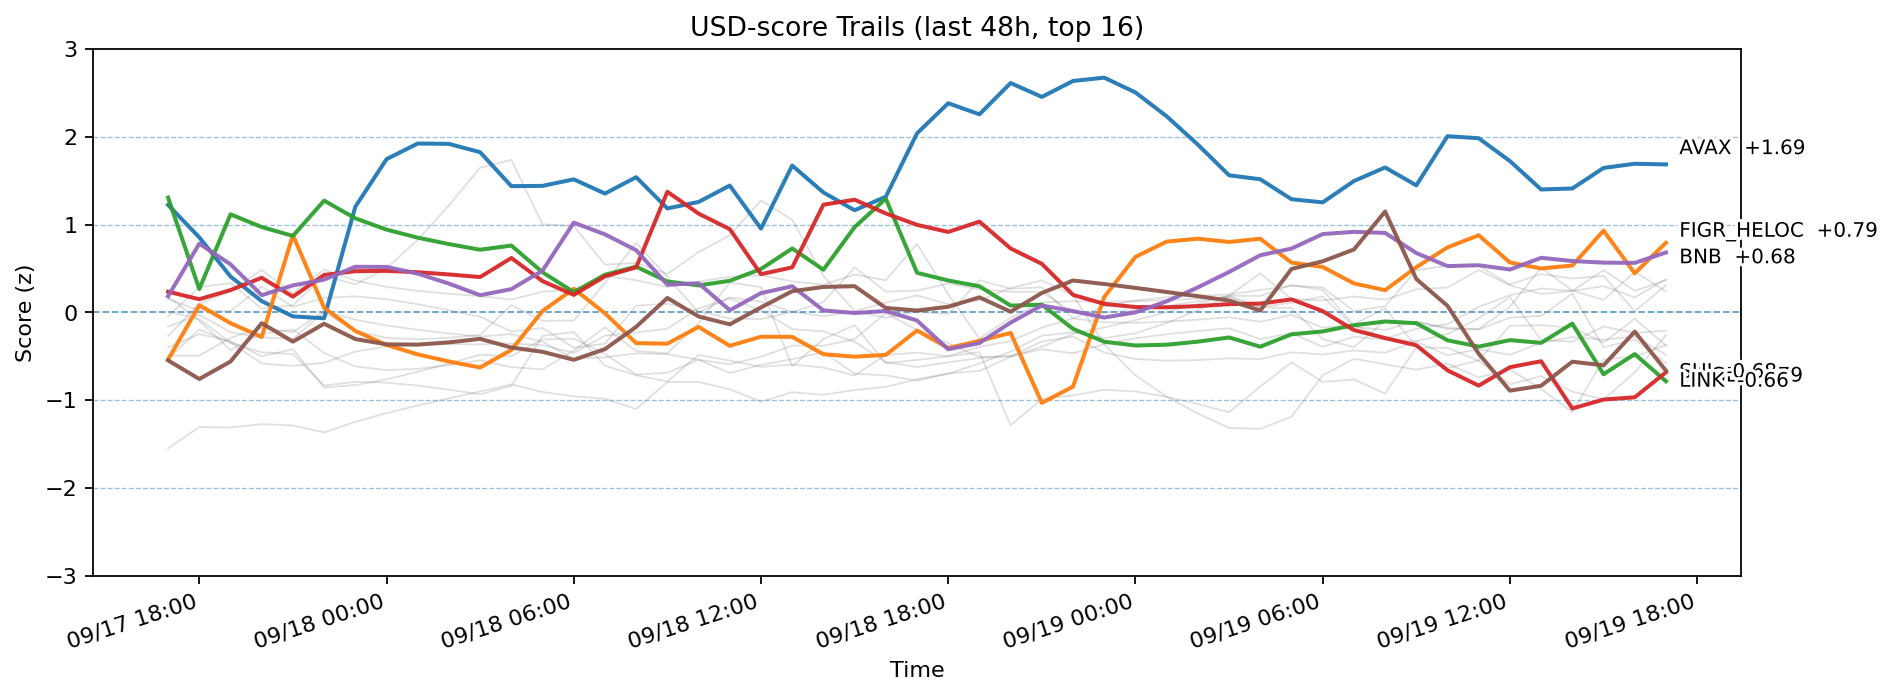 USD-score Trails (last 48h, top 16)
Score (z)
3
2
1
0
−1
−2
−3
AVAX +1.69
FIGR_HELOC +0.79
BNB +0.68
LINK -0.66
09/17 18:00
09/18 00:00
09/18 06:00
09/18 12:00
09/18 18:00
09/19 00:00
09/19 06:00
09/19 12:00
09/19 18:00
Time